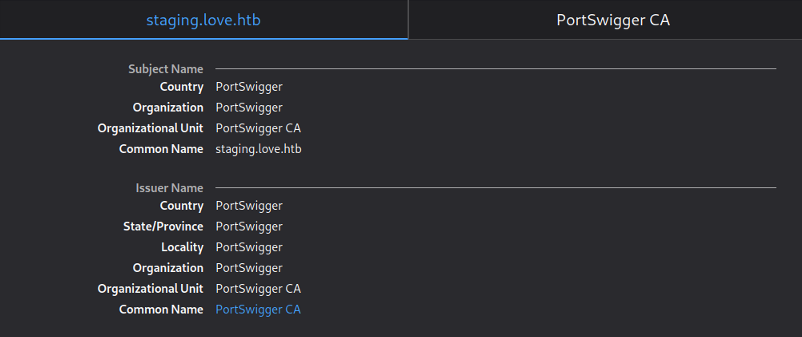 staging.love.htb PortSwigger CA
Subject Name
Country PortSwigger
Organization PortSwigger
Organizational Unit PortSwigger CA
Common Name staging.love.htb
Issuer Name
Country PortSwigger
State/Province PortSwigger
Locality PortSwigger
Organization PortSwigger
Organizational Unit PortSwigger CA
Common Name PortSwigger CA